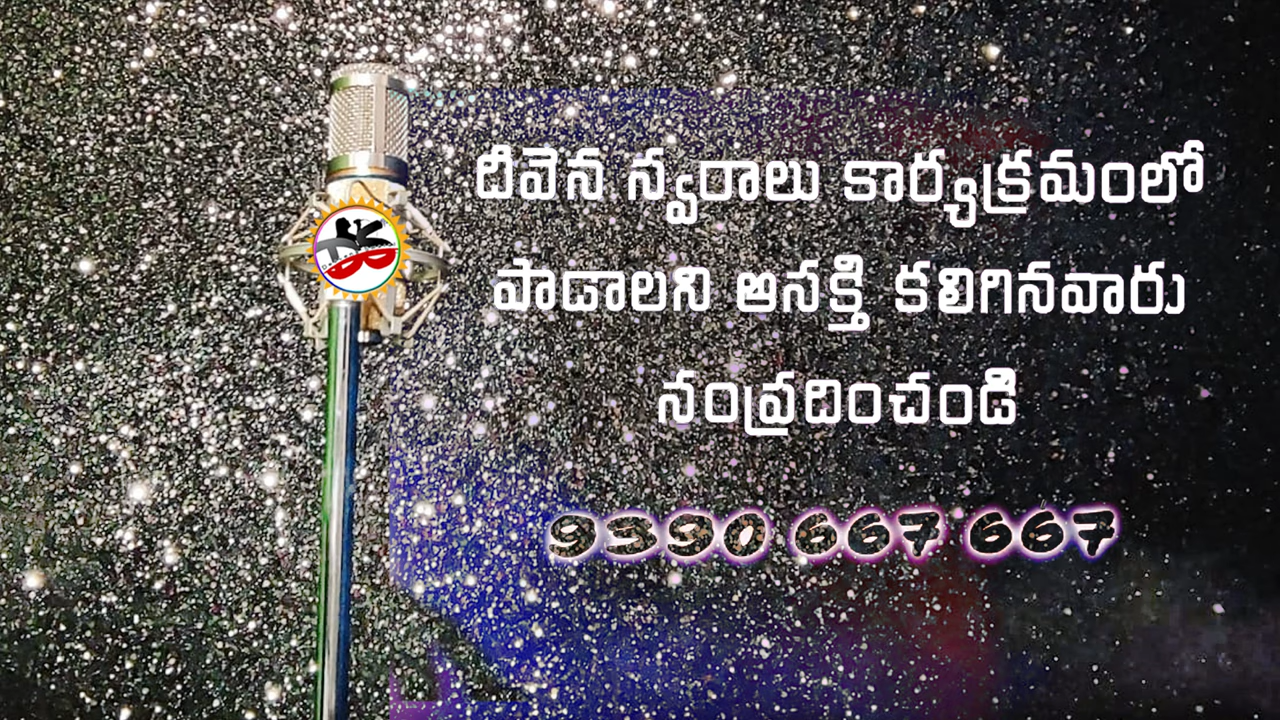 దీవెన స్వరాలు కార్యక్రమంలో
పాడాలని ఆసక్తి కలిగినవారు
సంప్రదించండి
9390 667 667